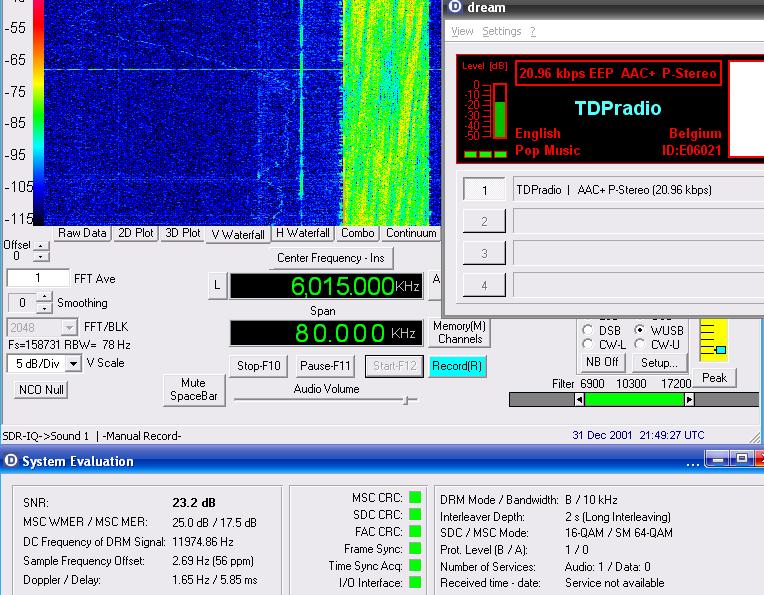 -55
-65
-75
-85
-95
-105
-115
Raw Data 2D Plot 3D Plot V Waterfall H Waterfall Combo Continuum
Offset
0
1 FFT Ave
0 Smoothing
2048 FFT/BLK
Fs=158731 RBW= 78 Hz
5 dB/Div V Scale
NCO Null
Center Frequency - Ins
L 6,015.000 KHz
Span
80.000 KHz
Stop-F10 Pause-F11 Start-F12 Record(R)
Memory(M)
Channels
Mute
SpaceBar
Audio Volume
dream
View Settings ?
Level [dB]
0
-10
-20
-30
-40
-50
20.96 kbps EEP AAC+ P-Stereo
TDPradio
English Belgium
Pop Music ID:E06021
1 TDPradio | AAC+ P-Stereo (20.96 kbps)
2
3
4
DSB WUSB
CW-L CW-U
NB Off Setup...
Peak
Filter 6900 10300 17200
SDR-IQ->Sound 1 | -Manual Record- 31 Dec 2001 21:49:27 UTC
System Evaluation
SNR: 23.2 dB
MSC WMER / MSC MER: 25.0 dB / 17.5 dB
DC Frequency of DRM Signal: 11974.86 Hz
Sample Frequency Offset: 2.69 Hz (56 ppm)
Doppler / Delay: 1.65 Hz / 5.85 ms
MSC CRC:
SDC CRC:
FAC CRC:
Frame Sync:
Time Sync Acq:
I/O Interface:
DRM Mode / Bandwidth: B / 10 kHz
Interleaver Depth: 2 s (Long Interleaving)
SDC / MSC Mode: 16-QAM / SM 64-QAM
Prot. Level (B / A): 1 / 0
Number of Services: Audio: 1 / Data: 0
Received time - date: Service not available